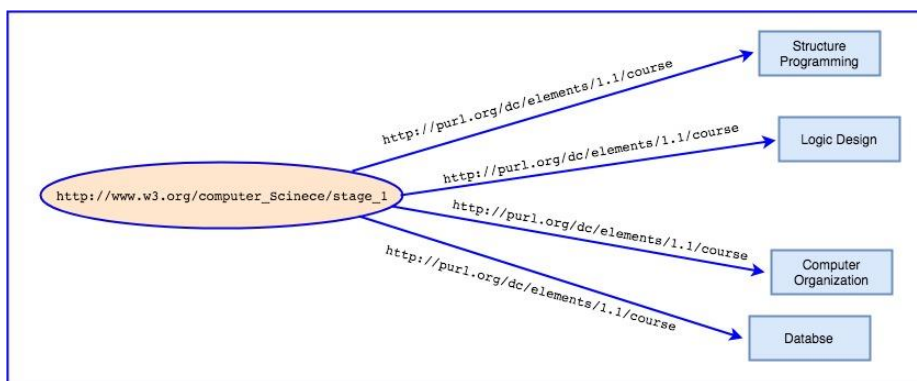 Structure
Programming
http://purl.org/dc/elements/1.1/course
http://purl.org/dc/elements/1.1/course
Logic Design
http://www.w3.org/computer_Scinece/stage_1
http://purl.org/dc/elements/1.1/course
Computer
Organization
http://purl.org/dc/elements/1.1/course
Databse